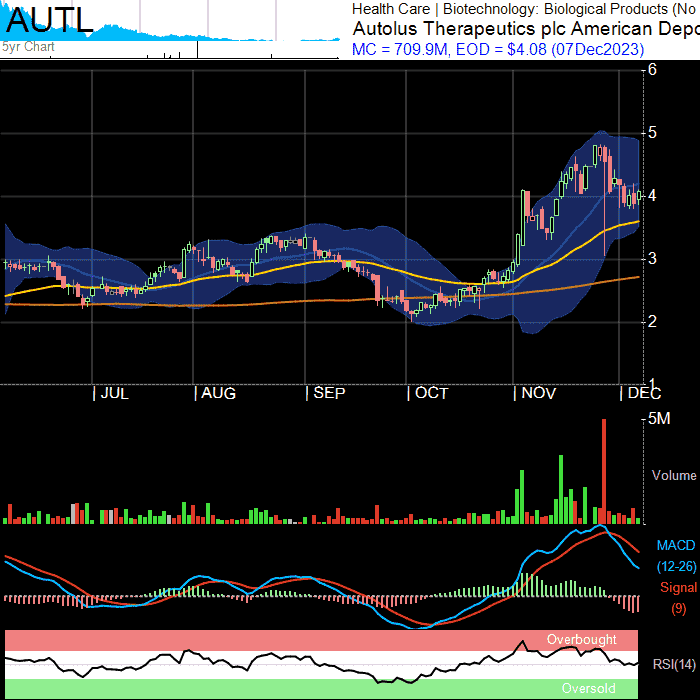 AUTL
5yr Chart
Health Care | Biotechnology: Biological Products (No
Autolus Therapeutics plc American Depo
MC = 709.9M, EOD = $4.08 (07Dec2023)
6
5
4
3
2
1
| JUL | AUG | SEP | OCT | NOV | DEC
5M
Volume
MACD
(12-26)
Signal
(9)
Overbought
RSI(14)
Oversold